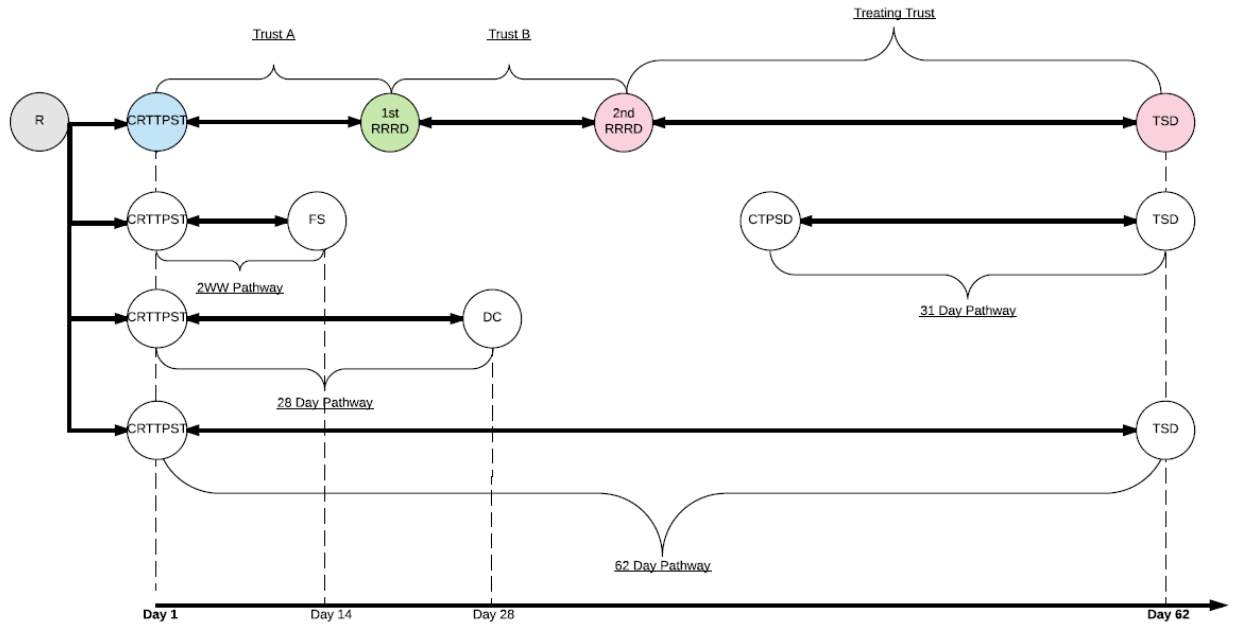 Treating Trust
Trust A
Trust B
R
CRTTPST
1st
RRRD
2nd
RRRD
TSD
CRTTPST
FS
CTPSD
TSD
2WW Pathway
31 Day Pathway
CRTTPST
DC
28 Day Pathway
CRTTPST
TSD
62 Day Pathway
Day 1
Day 14
Day 28
Day 62